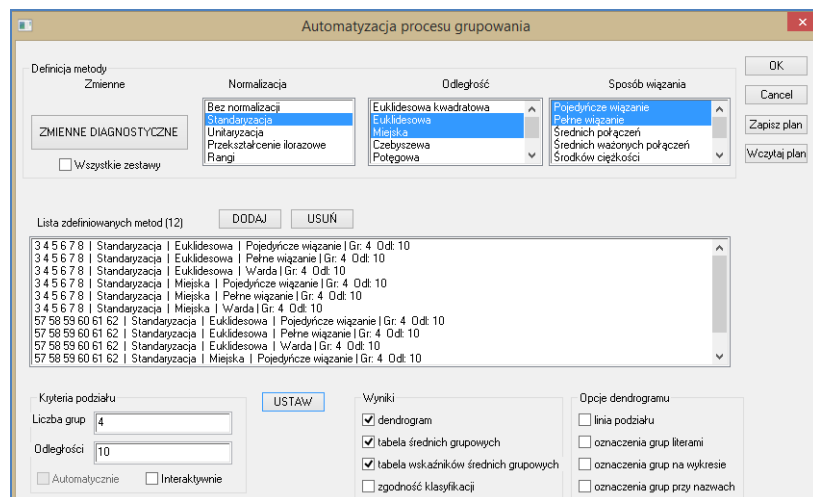 Automatyzacja procesu grupowania
Definicja metody
Zmienne
Normalizacja
Odległość
Sposób wiązania
OK
Cancel
Zapisz plan
Wczytaj plan
ZMIENNE DIAGNOSTYCZNE
Wszystkie zestawy
Bez normalizacji
Standaryzacja
Unitaryzacja
Przekształcenie ilorazowe
Rangi
Euklidesowa kwadratowa
Euklidesowa
Miejska
Czebyszewa
Potęgowa
Pojedyńcze wiązanie
Pełne wiązanie
Średnich połączeń
Średnich ważonych połączeń
Środków ciężkości
Lista zdefiniowanych metod (12)
DODAJ
USUŃ
3 4 5 6 7 8 | Standaryzacja | Euklidesowa | Pojedyńcze wiązanie | Gr: 4 Odl: 10
3 4 5 6 7 8 | Standaryzacja | Euklidesowa | Pełne wiązanie | Gr: 4 Odl: 10
3 4 5 6 7 8 | Standaryzacja | Euklidesowa | Warda | Gr: 4 Odl: 10
3 4 5 6 7 8 | Standaryzacja | Miejska | Pojedyńcze wiązanie | Gr: 4 Odl: 10
3 4 5 6 7 8 | Standaryzacja | Miejska | Pełne wiązanie | Gr: 4 Odl: 10
3 4 5 6 7 8 | Standaryzacja | Miejska | Warda | Gr: 4 Odl: 10
57 58 59 60 61 62 | Standaryzacja | Euklidesowa | Pojedyńcze wiązanie | Gr: 4 Odl: 10
57 58 59 60 61 62 | Standaryzacja | Euklidesowa | Pełne wiązanie | Gr: 4 Odl: 10
57 58 59 60 61 62 | Standaryzacja | Euklidesowa | Warda | Gr: 4 Odl: 10
57 58 59 60 61 62 | Standaryzacja | Miejska | Pojedyńcze wiązanie | Gr: 4 Odl: 10
Kryteria podziału
Liczba grup 4
Odległości 10
Automatycznie
Interaktywnie
USTAW
Wyniki
dendrogram
tabela średnich grupowych
tabela wskaźników średnich grupowych
zgodność klasyfikacji
Opcje dendrogramu
linia podziału
oznaczenia grup literami
oznaczenia grup na wykresie
oznaczenia grup przy nazwach